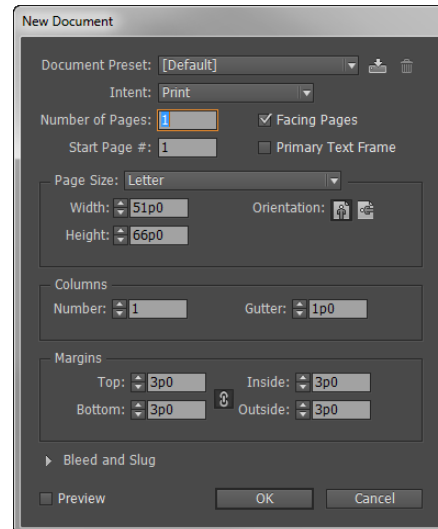 New Document
Document Preset: [Default]
Intent: Print
Number of Pages: 1 Facing Pages
Start Page #: 1 Primary Text Frame
Page Size: Letter
Width: 51p0 Orientation:
Height: 66p0
Columns
Number: 1 Gutter: 1p0
Margins
Top: 3p0 Inside: 3p0
Bottom: 3p0 Outside: 3p0
Bleed and Slug
Preview OK Cancel